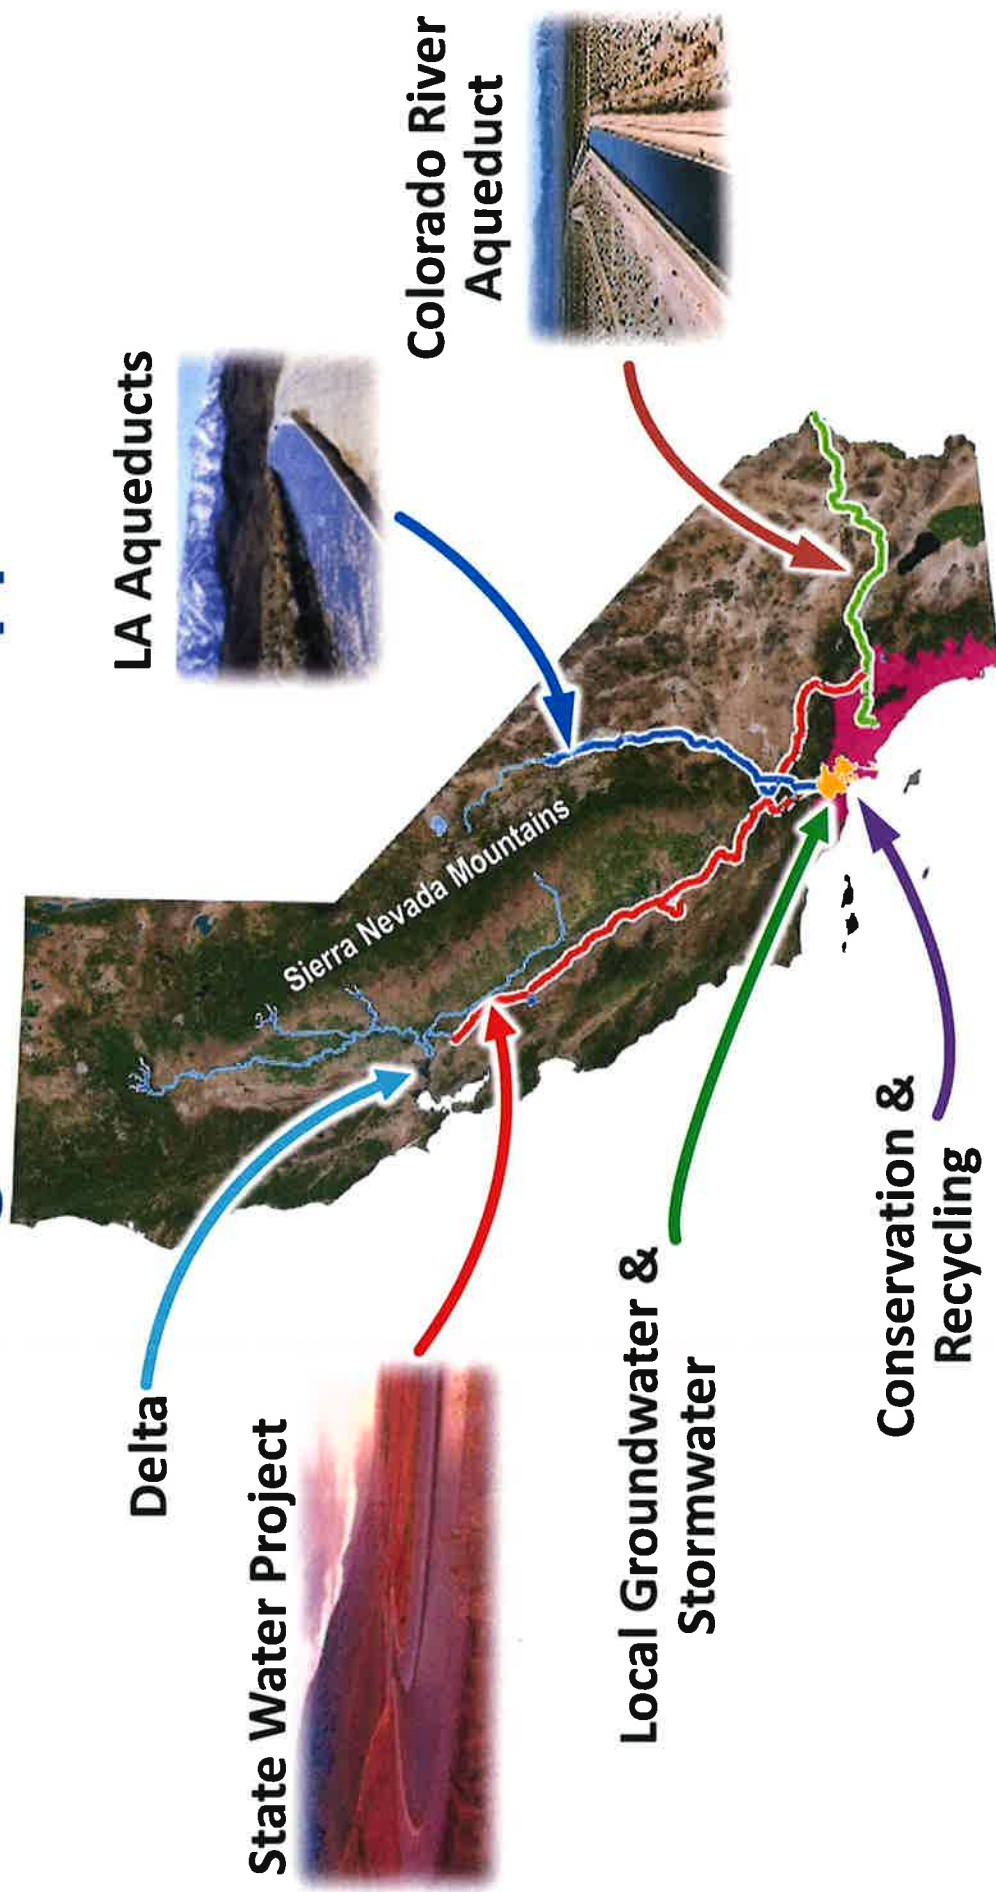 LA Aqueducts
Colorado River
Aqueduct
Sierra Nevada Mountains
Delta
State Water Project
Local Groundwater &
Stormwater
Conservation &
Recycling